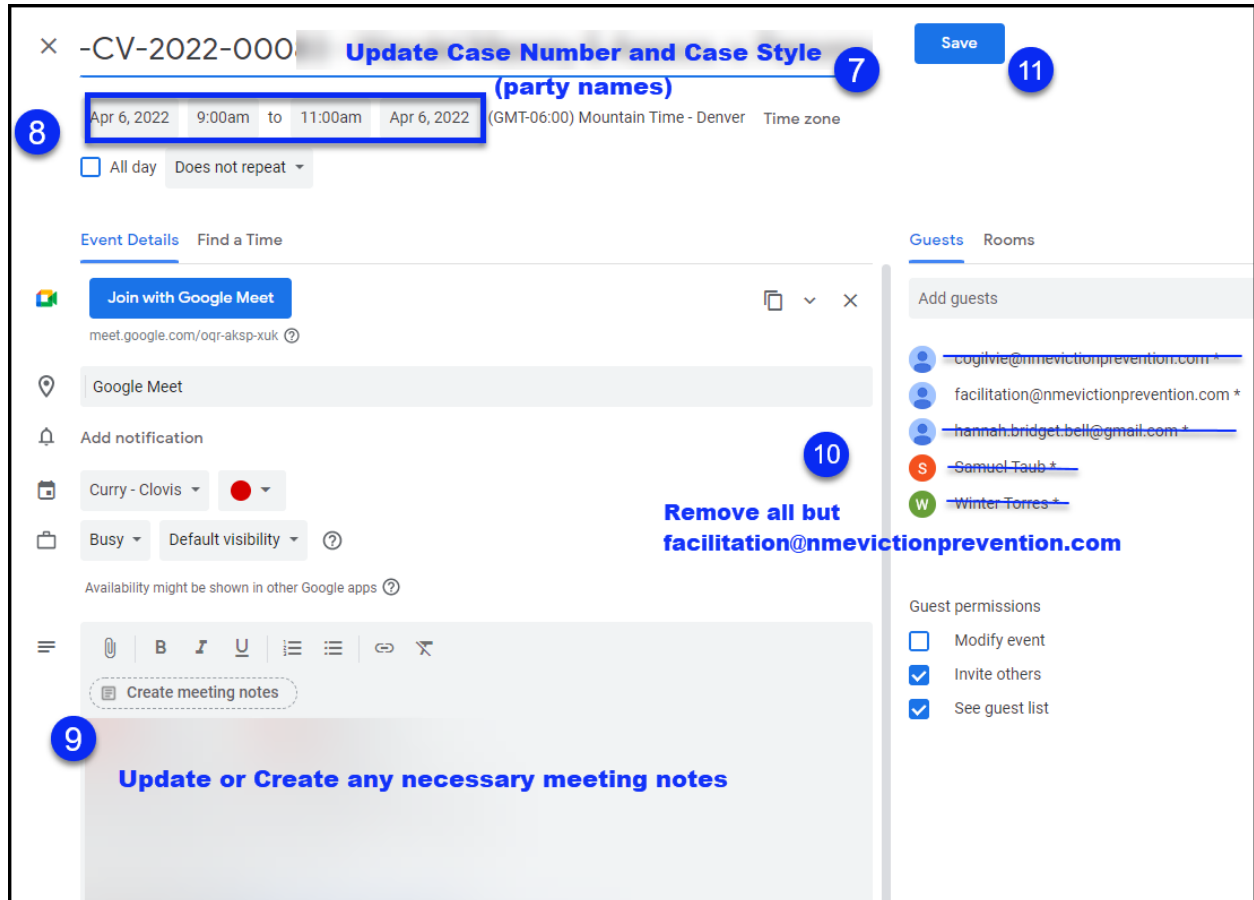 -CV-2022-000
Update Case Number and Case Style
(party names)
7
Save
11
8
Apr 6, 2022 9:00am to 11:00am Apr 6, 2022 (GMT-06:00) Mountain Time - Denver Time zone
All day Does not repeat
Event Details Find a Time
Guests Rooms
Join with Google Meet
meet.google.com/oqr-aksp-xuk
Add guests
Google Meet
cogilvie@nmevictionprevention.com *
facilitation@nmevictionprevention.com *
hannah.bridget.bell@gmail.com *
S Samuel Taub *
W Winter Torres *
Add notification
10
Remove all but
facilitation@nmevictionprevention.com
Curry - Clovis
Busy Default visibility
Availability might be shown in other Google apps
Guest permissions
Modify event
Invite others
See guest list
B I U
Create meeting notes
9
Update or Create any necessary meeting notes